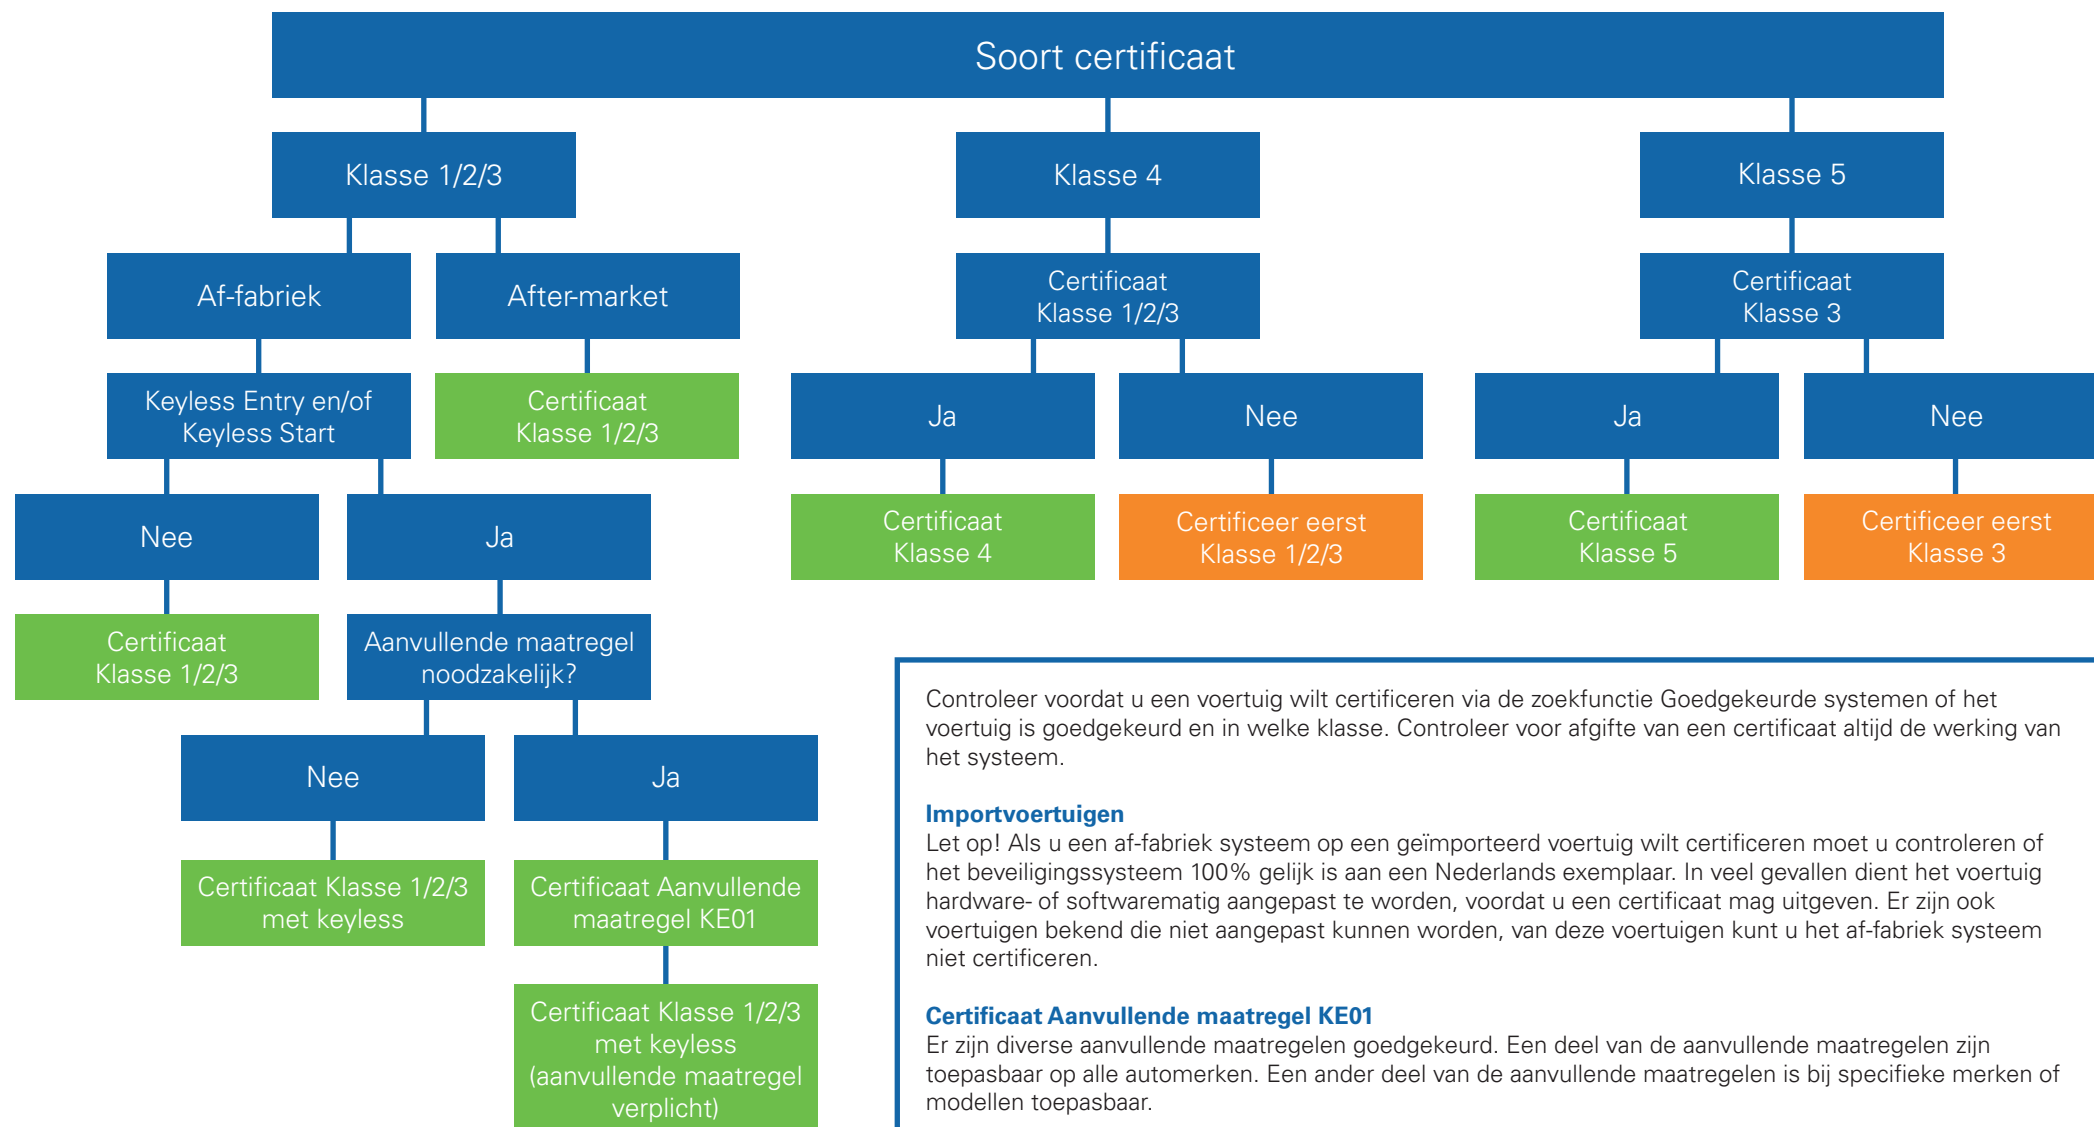 Soort certificaat
Klasse 1/2/3
Klasse 4
Klasse 5
Af-fabriek
After-market
Certificaat
Klasse 1/2/3
Certificaat
Klasse 3
Keyless Entry en/of
Keyless Start
Certificaat
Klasse 1/2/3
Ja
Nee
Ja
Nee
Nee
Ja
Certificaat
Klasse 4
Certificeer eerst
Klasse 1/2/3
Certificaat
Klasse 5
Certificeer eerst
Klasse 3
Certificaat
Klasse 1/2/3
Aanvullende maatregel
noodzakelijk?
Nee
Ja
Certificaat Klasse 1/2/3
met keyless
Certificaat Aanvullende
maatregel KE01
Certificaat Klasse 1/2/3
met keyless
(aanvullende maatregel
verplicht)
Controleer voordat u een voertuig wilt certificeren via de zoekfunctie Goedgekeurde systemen of het
voertuig is goedgekeurd en in welke klasse. Controleer voor afgifte van een certificaat altijd de werking van
het systeem.
Importvoertuigen
Let op! Als u een af-fabriek systeem op een geïmporteerd voertuig wilt certificeren moet u controleren of
het beveiligingssysteem 100% gelijk is aan een Nederlands exemplaar. In veel gevallen dient het voertuig
hardware- of softwarematig aangepast te worden, voordat u een certificaat mag uitgeven. Er zijn ook
voertuigen bekend die niet aangepast kunnen worden, van deze voertuigen kunt u het af-fabriek systeem
niet certificeren.
Certificaat Aanvullende maatregel KE01
Er zijn diverse aanvullende maatregelen goedgekeurd. Een deel van de aanvullende maatregelen zijn
toepasbaar op alle automerken. Een ander deel van de aanvullende maatregelen is bij specifieke merken of
modellen toepasbaar.